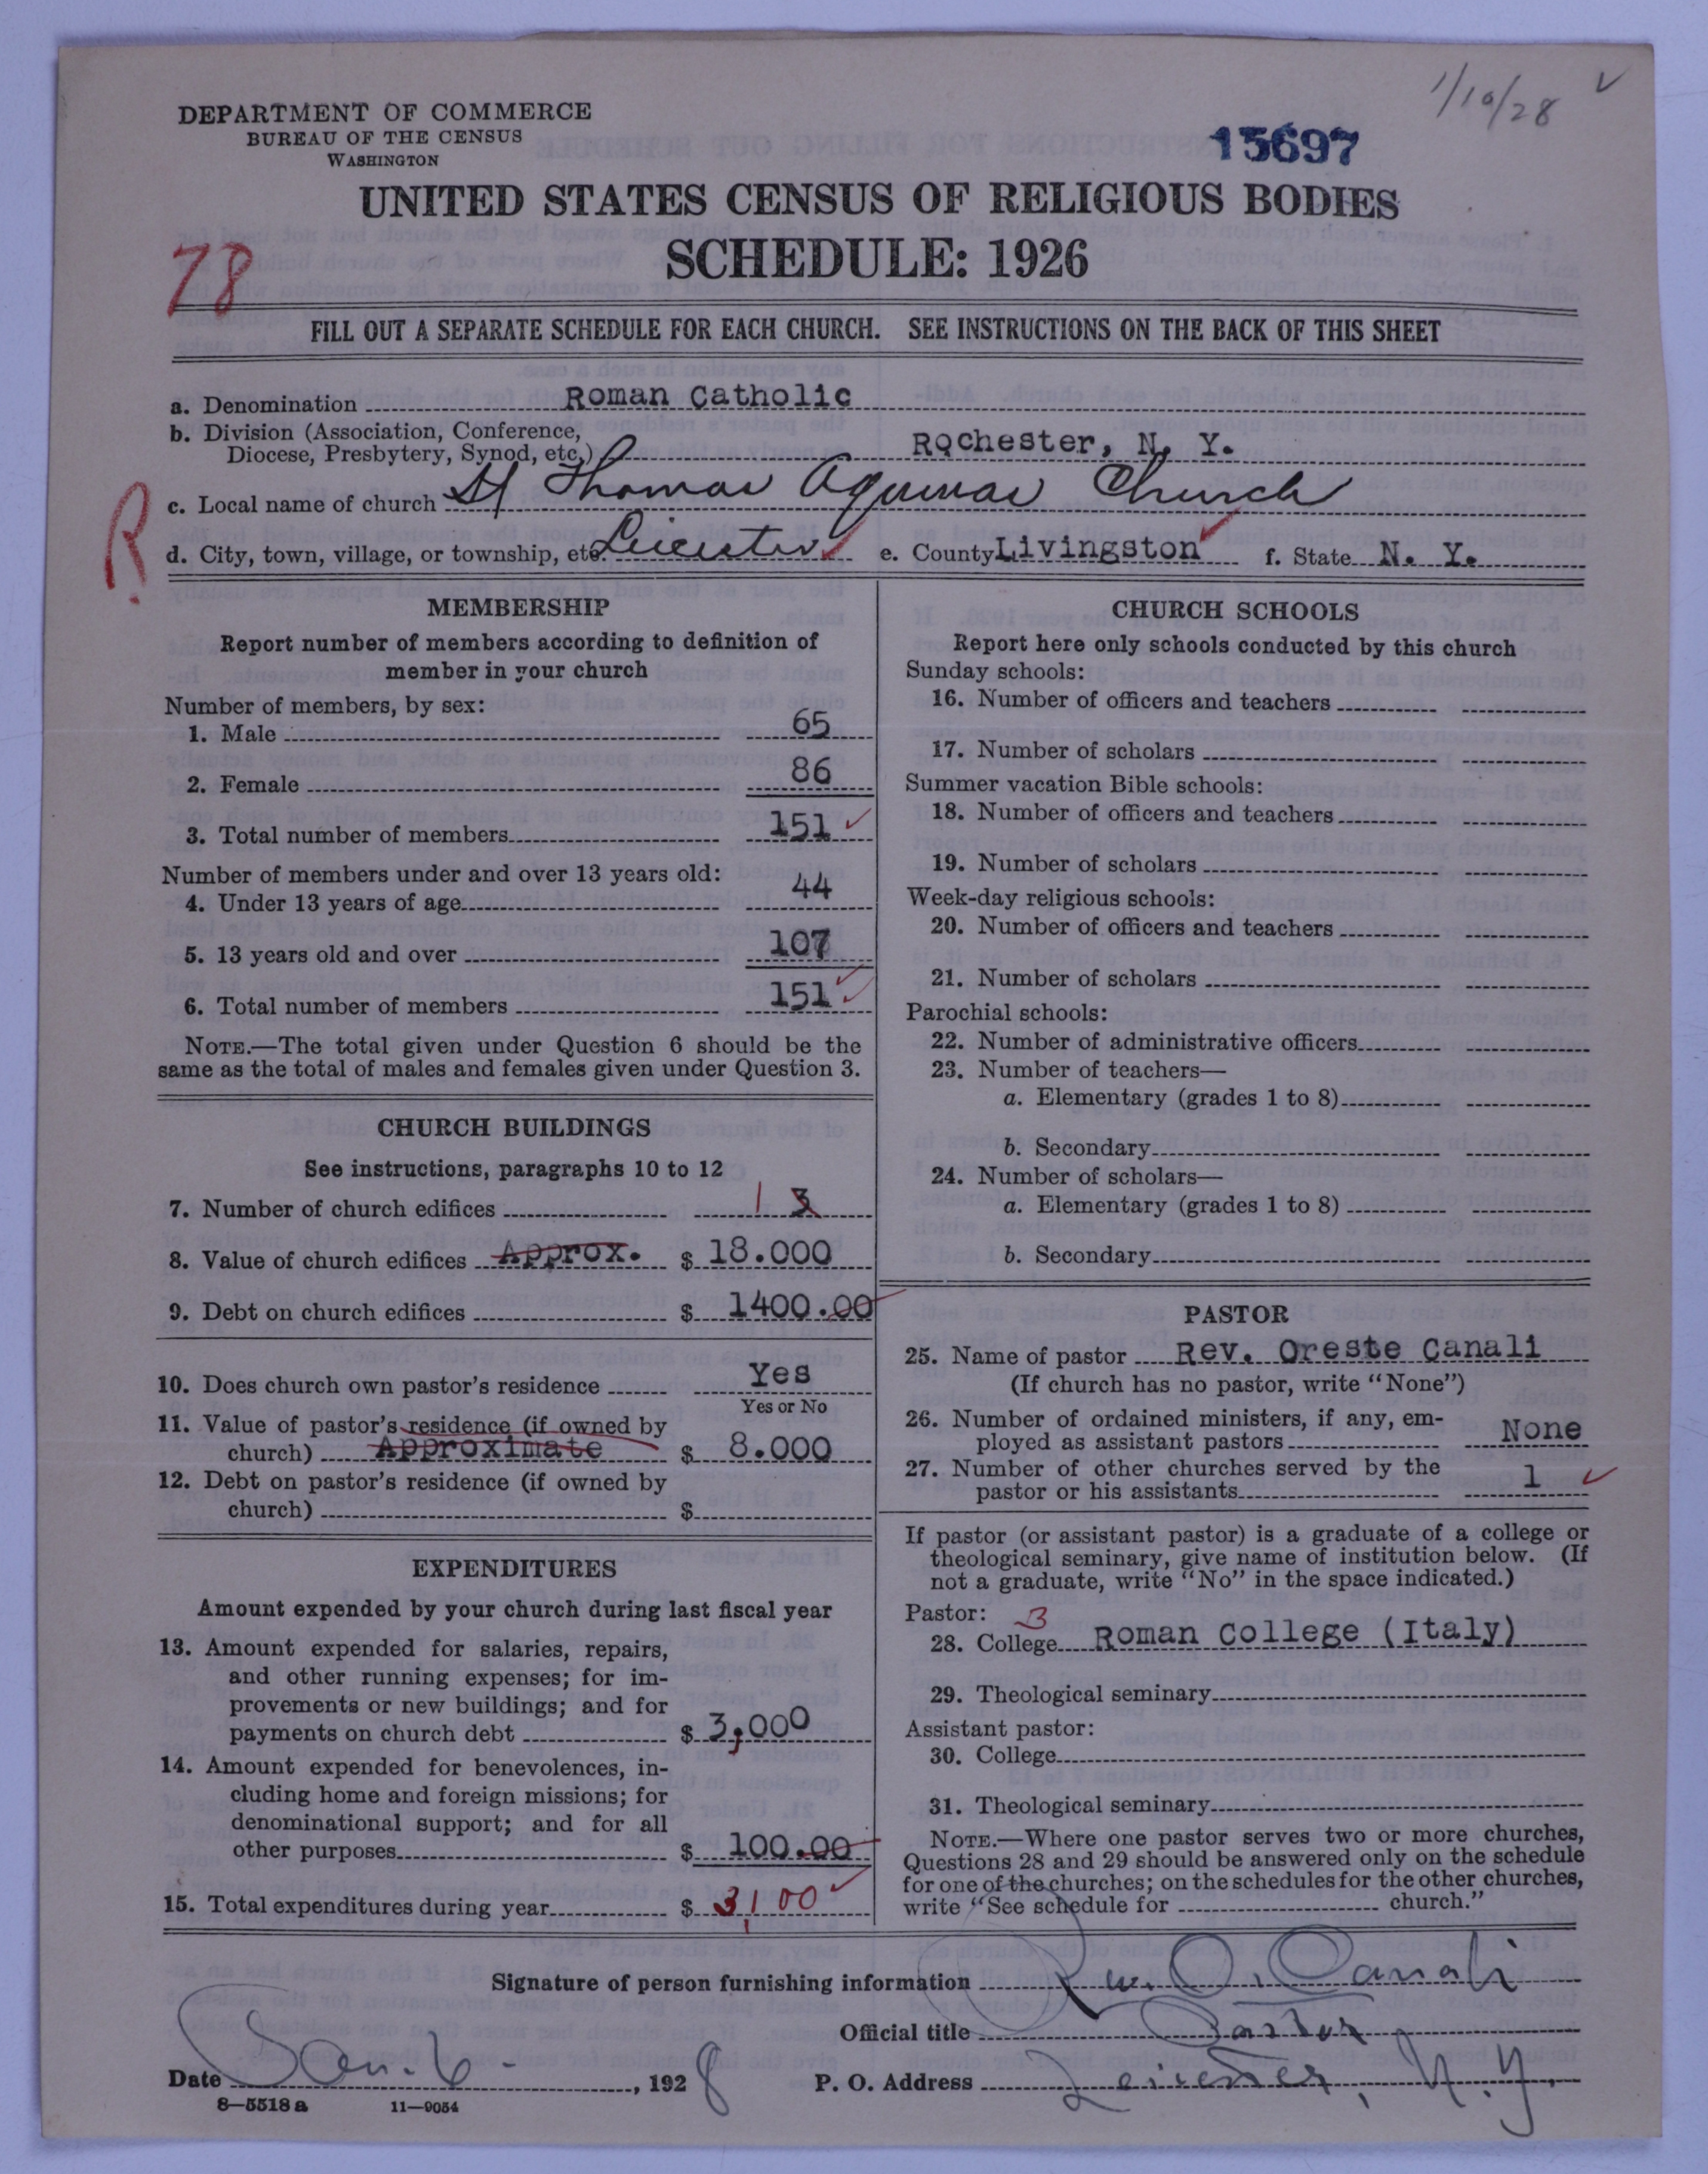 1/10/28 ✓
DEPARTMENT OF COMMERCE
BUREAU OF THE CENSUS
WASHINGTON
15697
UNITED STATES CENSUS OF RELIGIOUS BODIES
78
SCHEDULE: 1926
FILL OUT A SEPARATE SCHEDULE FOR EACH CHURCH. SEE INSTRUCTIONS ON THE BACK OF THIS SHEET
a. Denomination Roman Catholic
b. Division (Association, Conference,
Diocese, Presbytery, Synod, etc.) Rochester, N. Y.
R
c. Local name of church St Thomas Aquinas Church
d. City, town, village, or township, etc. Leicester ✓ e. County Livingston ✓ f. State N. Y.
MEMBERSHIP
Report number of members according to definition of
member in your church
Number of members, by sex:
1. Male 65
2. Female 86
3. Total number of members 151 ✓
Number of members under and over 13 years old:
4. Under 13 years of age 44
5. 13 years old and over 107
6. Total number of members 151 ✓
NOTE.—The total given under Question 6 should be the
same as the total of males and females given under Question 3.
CHURCH BUILDINGS
See instructions, paragraphs 10 to 12
7. Number of church edifices 1 3
8. Value of church edifices Approx. $ 18.000
9. Debt on church edifices $ 1400.00
10. Does church own pastor's residence Yes
Yes or No
11. Value of pastor's residence (if owned by
church) Approximate $ 8.000
12. Debt on pastor's residence (if owned by
church) $
EXPENDITURES
Amount expended by your church during last fiscal year
13. Amount expended for salaries, repairs,
and other running expenses; for im-
provements or new buildings; and for
payments on church debt $ 3,000
14. Amount expended for benevolences, in-
cluding home and foreign missions; for
denominational support; and for all
other purposes $ 100.00
15. Total expenditures during year $ 3,100 ✓
CHURCH SCHOOLS
Report here only schools conducted by this church
Sunday schools:
16. Number of officers and teachers
17. Number of scholars
Summer vacation Bible schools:
18. Number of officers and teachers
19. Number of scholars
Week-day religious schools:
20. Number of officers and teachers
21. Number of scholars
Parochial schools:
22. Number of administrative officers
23. Number of teachers—
a. Elementary (grades 1 to 8)
b. Secondary
24. Number of scholars—
a. Elementary (grades 1 to 8)
b. Secondary
PASTOR
25. Name of pastor Rev. Oreste Canali
(If church has no pastor, write "None")
26. Number of ordained ministers, if any, em-
ployed as assistant pastors None
27. Number of other churches served by the
pastor or his assistants 1 ✓
If pastor (or assistant pastor) is a graduate of a college or
theological seminary, give name of institution below. (If
not a graduate, write "No" in the space indicated.)
Pastor: B
28. College Roman College (Italy)
29. Theological seminary
Assistant pastor:
30. College
31. Theological seminary
NOTE.—Where one pastor serves two or more churches,
Questions 28 and 29 should be answered only on the schedule
for one of the churches; on the schedules for the other churches,
write "See schedule for church."
Signature of person furnishing information Rev. O. Canali
Official title Pastor
Date Jan. 6 - , 1928 P. O. Address Leicester, N. Y.
8—5518 a 11—9054